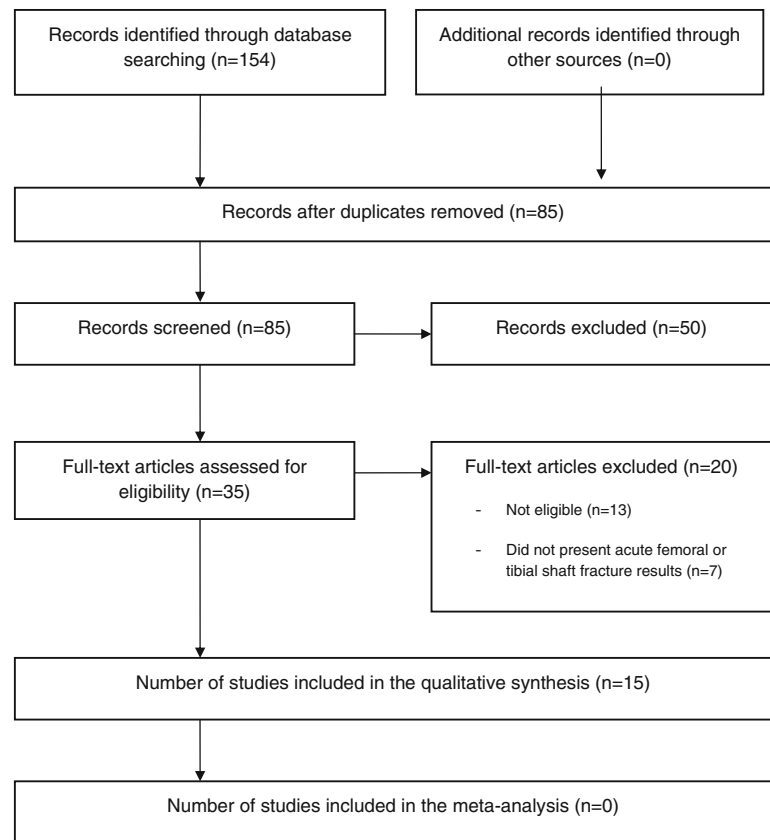 Records identified through database
searching (n=154)
Additional records identified through
other sources (n=0)
Records after duplicates removed (n=85)
Records screened (n=85)
Records excluded (n=50)
Full-text articles assessed for
eligibility (n=35)
Full-text articles excluded (n=20)
- Not eligible (n=13)
- Did not present acute femoral or
tibial shaft fracture results (n=7)
Number of studies included in the qualitative synthesis (n=15)
Number of studies included in the meta-analysis (n=0)